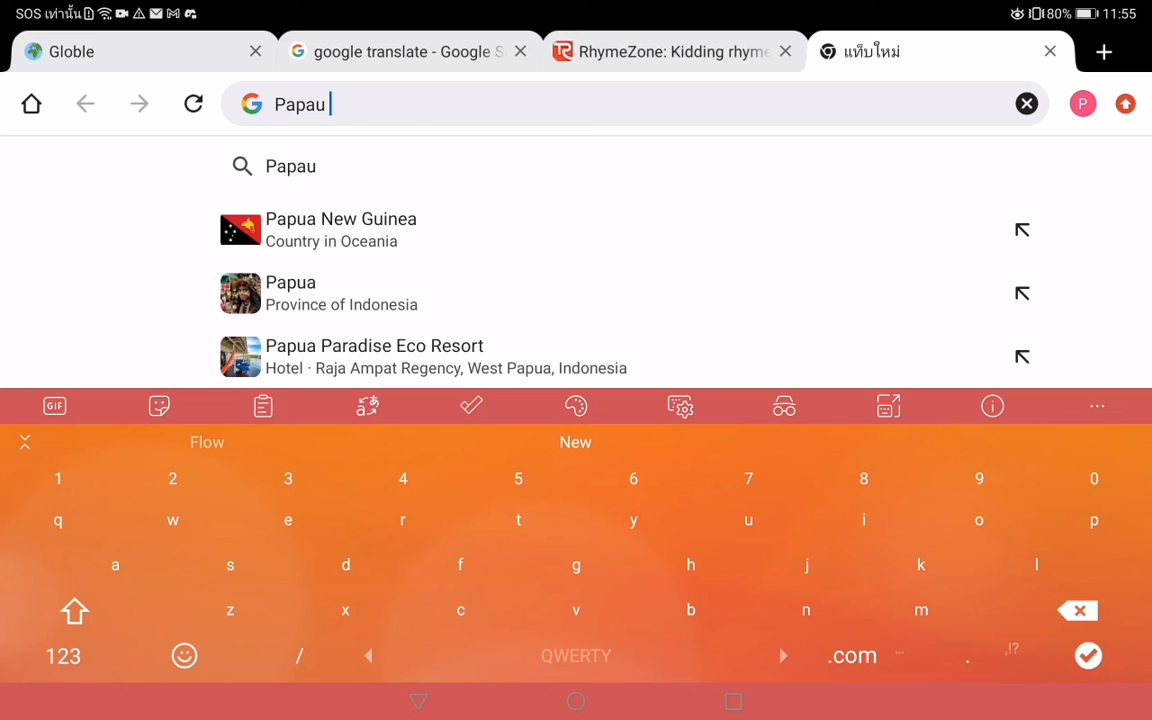 SOS เท่านั้น 80% 11:55
Globle google translate - Google S RhymeZone: Kidding rhyme แท็บใหม่
Papau P
Papau
Papua New Guinea
Country in Oceania
Papua
Province of Indonesia
Papua Paradise Eco Resort
Hotel · Raja Ampat Regency, West Papua, Indonesia
GIF
Flow New
1 2 3 4 5 6 7 8 9 0
q w e r t y u i o p
a s d f g h j k l
z x c v b n m
123 / QWERTY .com ... . ,!?